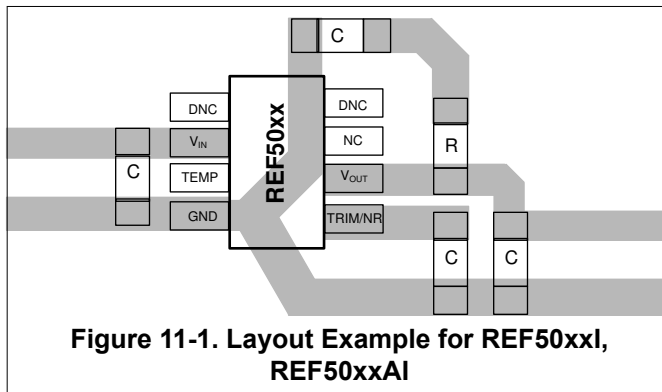 C
DNC
DNC
VIN
NC
R
C
TEMP
REF50xx
VOUT
GND
TRIM/NR
C
C
Figure 11-1. Layout Example for REF50xxI,
REF50xxAI